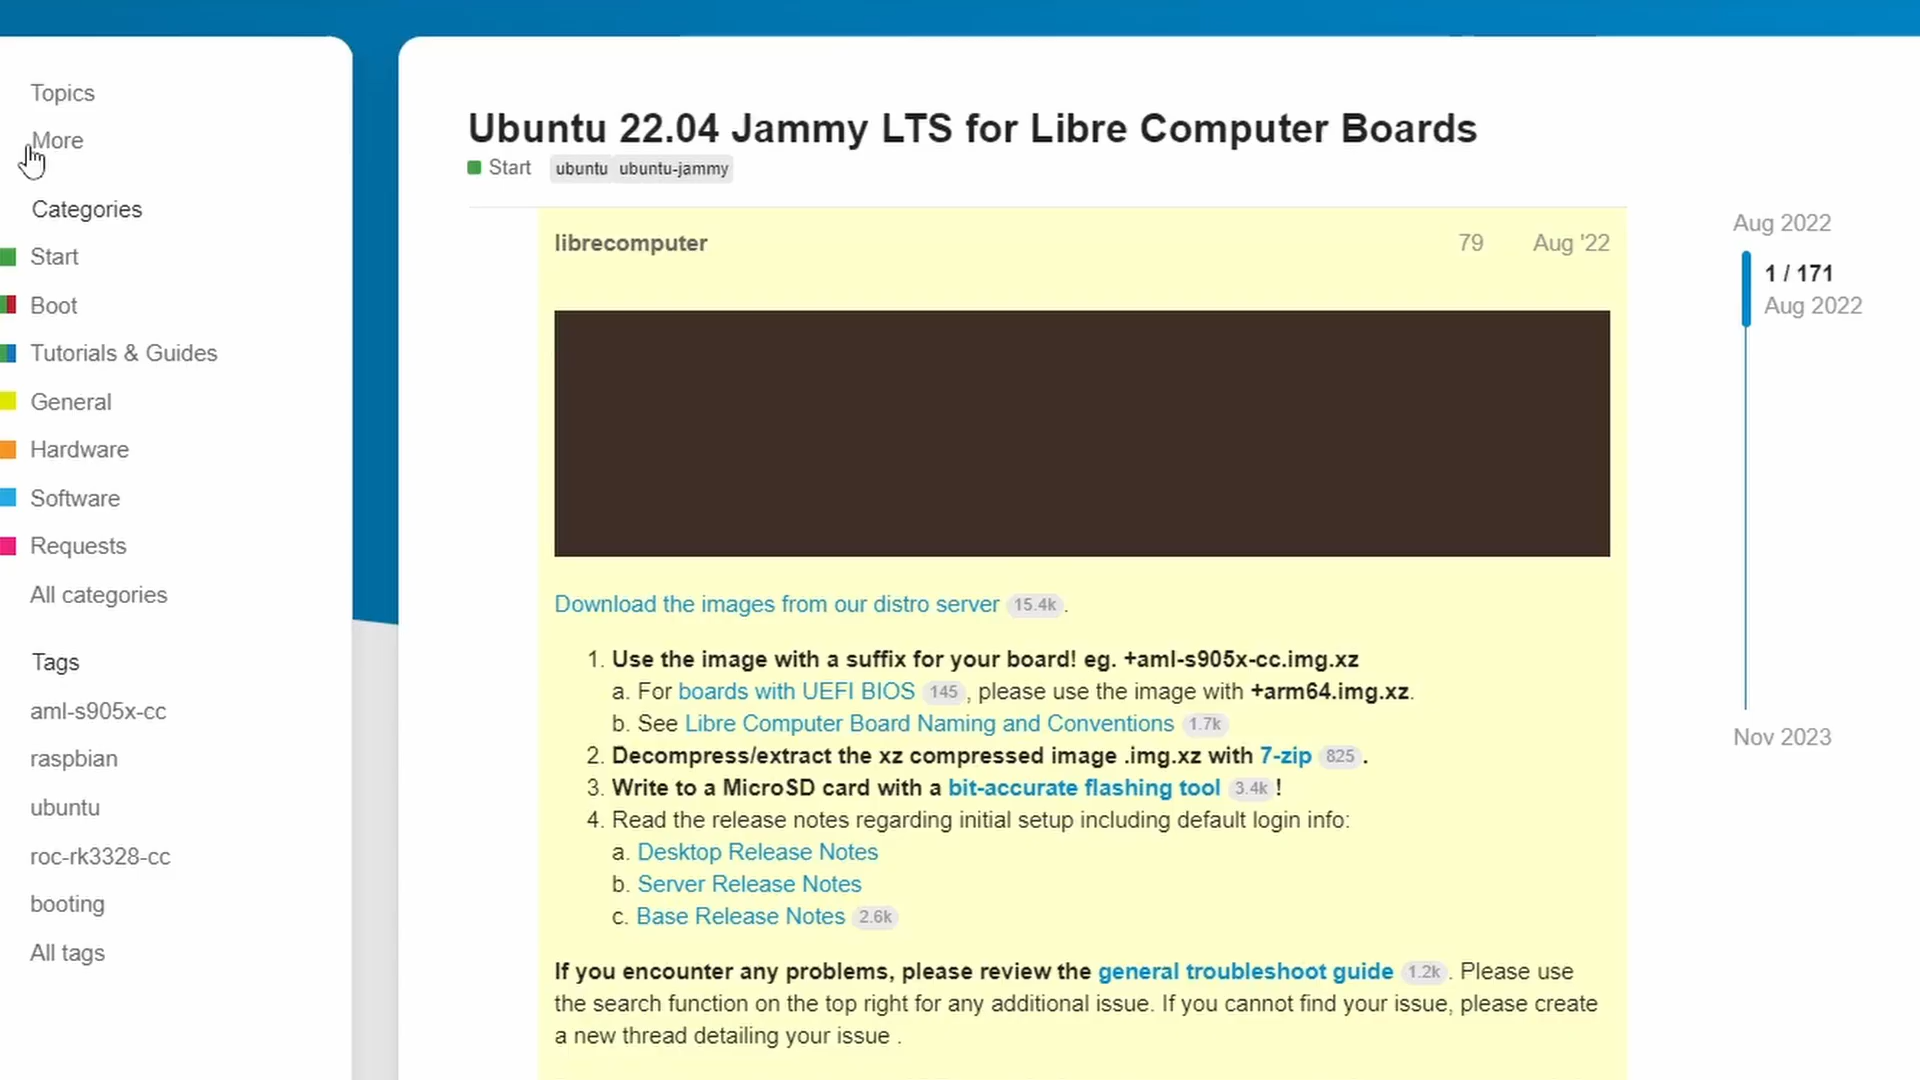 Topics
More
Categories
Start
Boot
Tutorials & Guides
General
Hardware
Software
Requests
All categories
Tags
aml-s905x-cc
raspbian
ubuntu
roc-rk3328-cc
booting
All tags
Ubuntu 22.04 Jammy LTS for Libre Computer Boards
Start ubuntu ubuntu-jammy
librecomputer 79 Aug '22
Download the images from our distro server 15.4k .
1. Use the image with a suffix for your board! eg. +aml-s905x-cc.img.xz
a. For boards with UEFI BIOS 145 , please use the image with +arm64.img.xz.
b. See Libre Computer Board Naming and Conventions 1.7k
2. Decompress/extract the xz compressed image .img.xz with 7-zip 825 .
3. Write to a MicroSD card with a bit-accurate flashing tool 3.4k !
4. Read the release notes regarding initial setup including default login info:
a. Desktop Release Notes
b. Server Release Notes
c. Base Release Notes 2.6k
If you encounter any problems, please review the general troubleshoot guide 1.2k . Please use
the search function on the top right for any additional issue. If you cannot find your issue, please create
a new thread detailing your issue .
Aug 2022
1 / 171
Aug 2022
Nov 2023